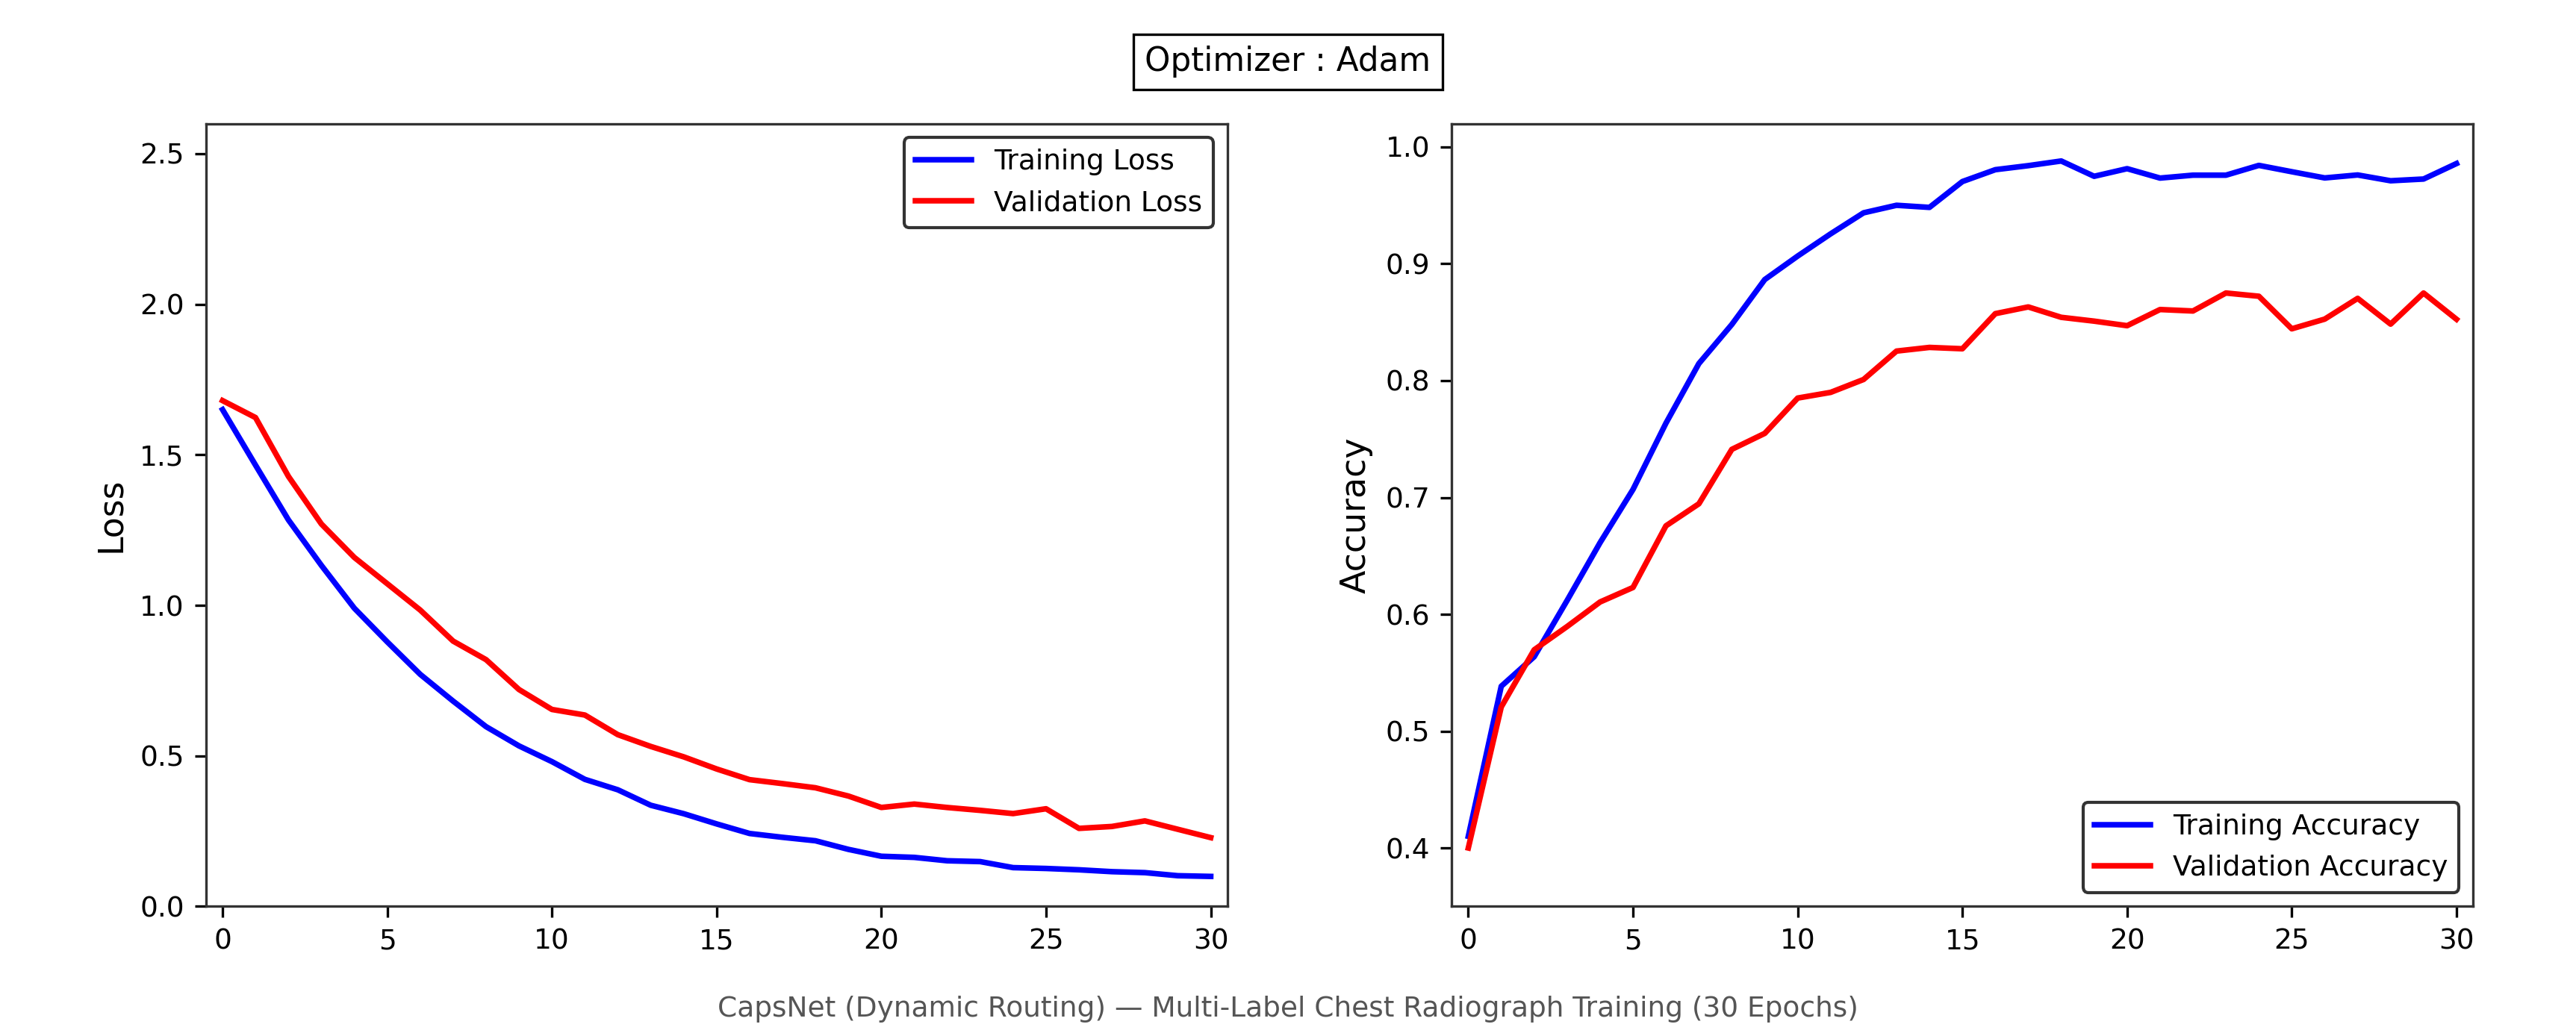 Optimizer : Adam
2.5
2.0
1.5
1.0
0.5
0.0
Loss
Training Loss
Validation Loss
0 5 10 15 20 25 30
1.0
0.9
0.8
0.7
0.6
0.5
0.4
Accuracy
Training Accuracy
Validation Accuracy
0 5 10 15 20 25 30
CapsNet (Dynamic Routing) — Multi-Label Chest Radiograph Training (30 Epochs)